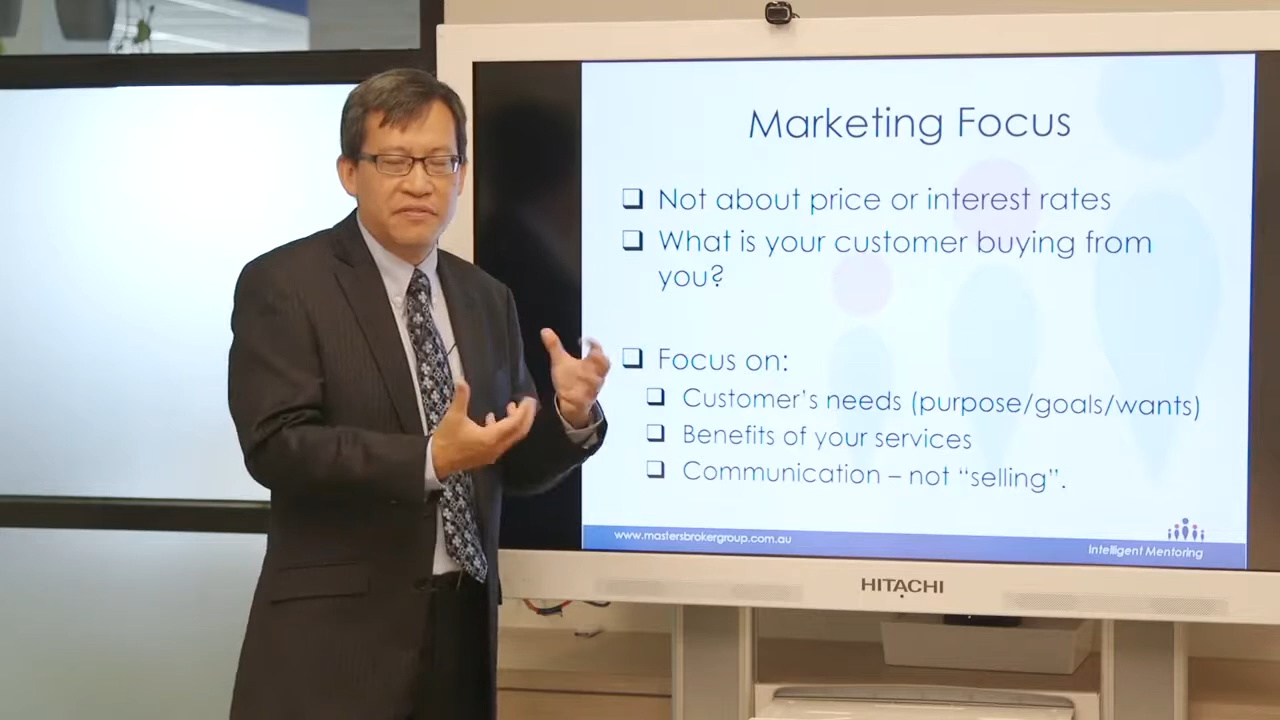 Marketing Focus
Not about price or interest rates
What is your customer buying from
you?
Focus on:
Customer's needs (purpose/goals/wants)
Benefits of your services
Communication – not “selling”.
www.mastersbrokergroup.com.au
Intelligent Mentoring
HITACHI